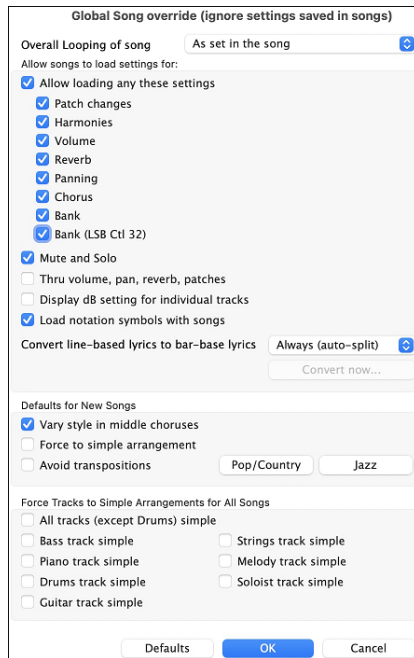 Global Song override (ignore settings saved in songs)
Overall Looping of song As set in the song
Allow songs to load settings for:
Allow loading any these settings
Patch changes
Harmonies
Volume
Reverb
Panning
Chorus
Bank
Bank (LSB Ctl 32)
Mute and Solo
Thru volume, pan, reverb, patches
Display dB setting for individual tracks
Load notation symbols with songs
Convert line-based lyrics to bar-base lyrics Always (auto-split)
Convert now...
Defaults for New Songs
Vary style in middle choruses
Force to simple arrangement
Avoid transpositions Pop/Country Jazz
Force Tracks to Simple Arrangements for All Songs
All tracks (except Drums) simple
Bass track simple Strings track simple
Piano track simple Melody track simple
Drums track simple Soloist track simple
Guitar track simple
Defaults OK Cancel